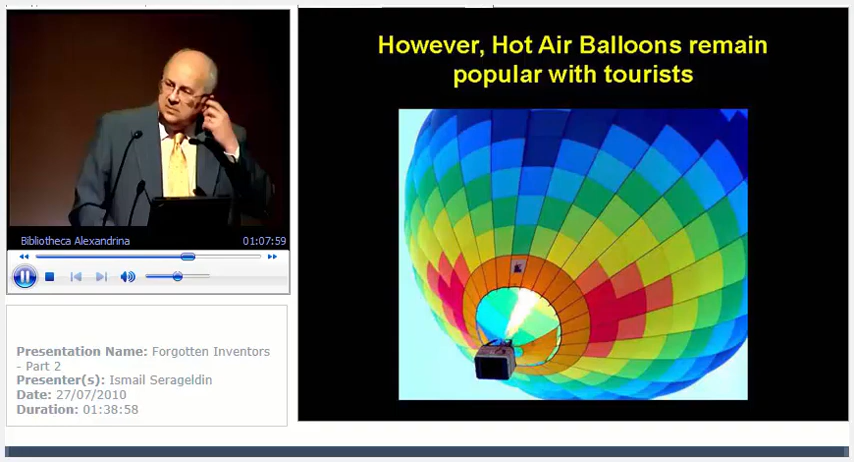 However, Hot Air Balloons remain
popular with tourists
Bibliotheca Alexandrina 01:07:59
Presentation Name: Forgotten Inventors
- Part 2
Presenter(s): Ismail Serageldin
Date: 27/07/2010
Duration: 01:38:58